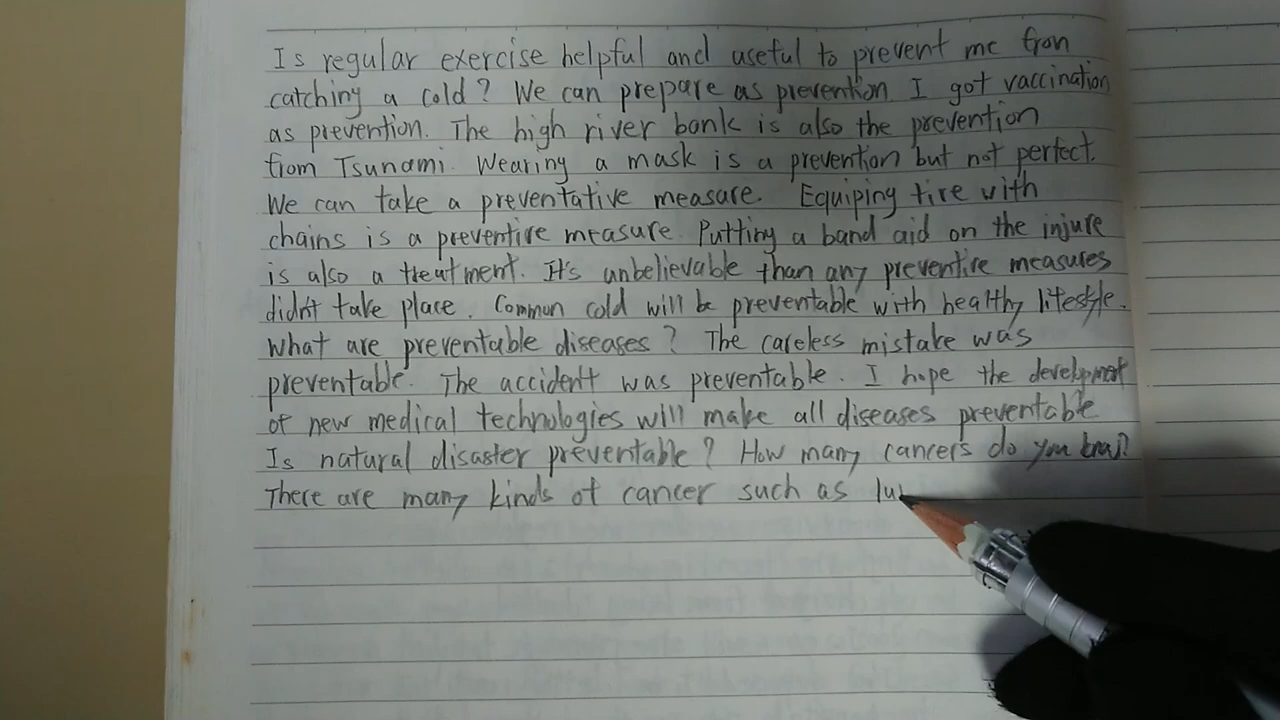 Is regular exercise helpful and useful to prevent me from
catching a cold? We can prepare as prevention. I got vaccination
as prevention. The high river bank is also the prevention
from Tsunami. Wearing a mask is a prevention but not perfect.
We can take a preventative measure. Equiping tire with
chains is a preventive measure. Putting a band aid on the injure
is also a treatment. It's unbelievable than any preventive measures
didn't take place. Common cold will be preventable with healthy lifestyle.
What are preventable diseases? The careless mistake was
preventable. The accident was preventable. I hope the development
of new medical technologies will make all diseases preventable
Is natural disaster preventable? How many cancers do you know?
There are many kinds of cancer such as lu